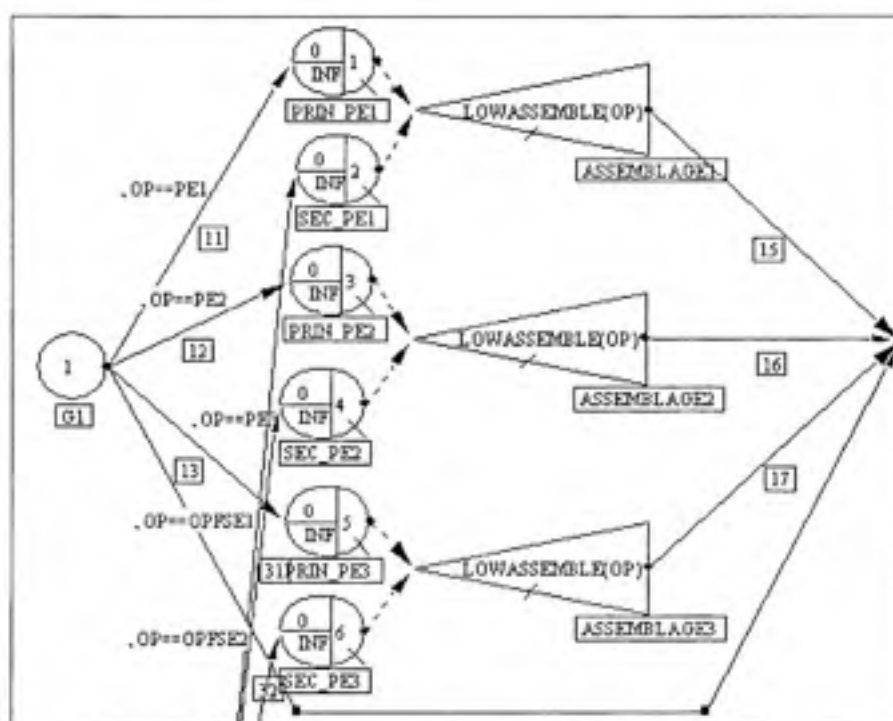 0
INF
1
PRIN_PE1
LOWASSEMBLE(OP)
ASSEMBLAGE1
,OP==PE1
0
INF
2
SEC_PE1
11
15
,OP==PE2
0
INF
3
PRIN_PE2
12
LOWASSEMBLE(OP)
16
ASSEMBLAGE2
1
G1
0
INF
4
SEC_PE2
13
17
,OP==OPFSE1
0
INF
5
31
PRIN_PE3
LOWASSEMBLE(OP)
ASSEMBLAGE3
,OP==OPFSE2
0
INF
6
SEC_PE3
32